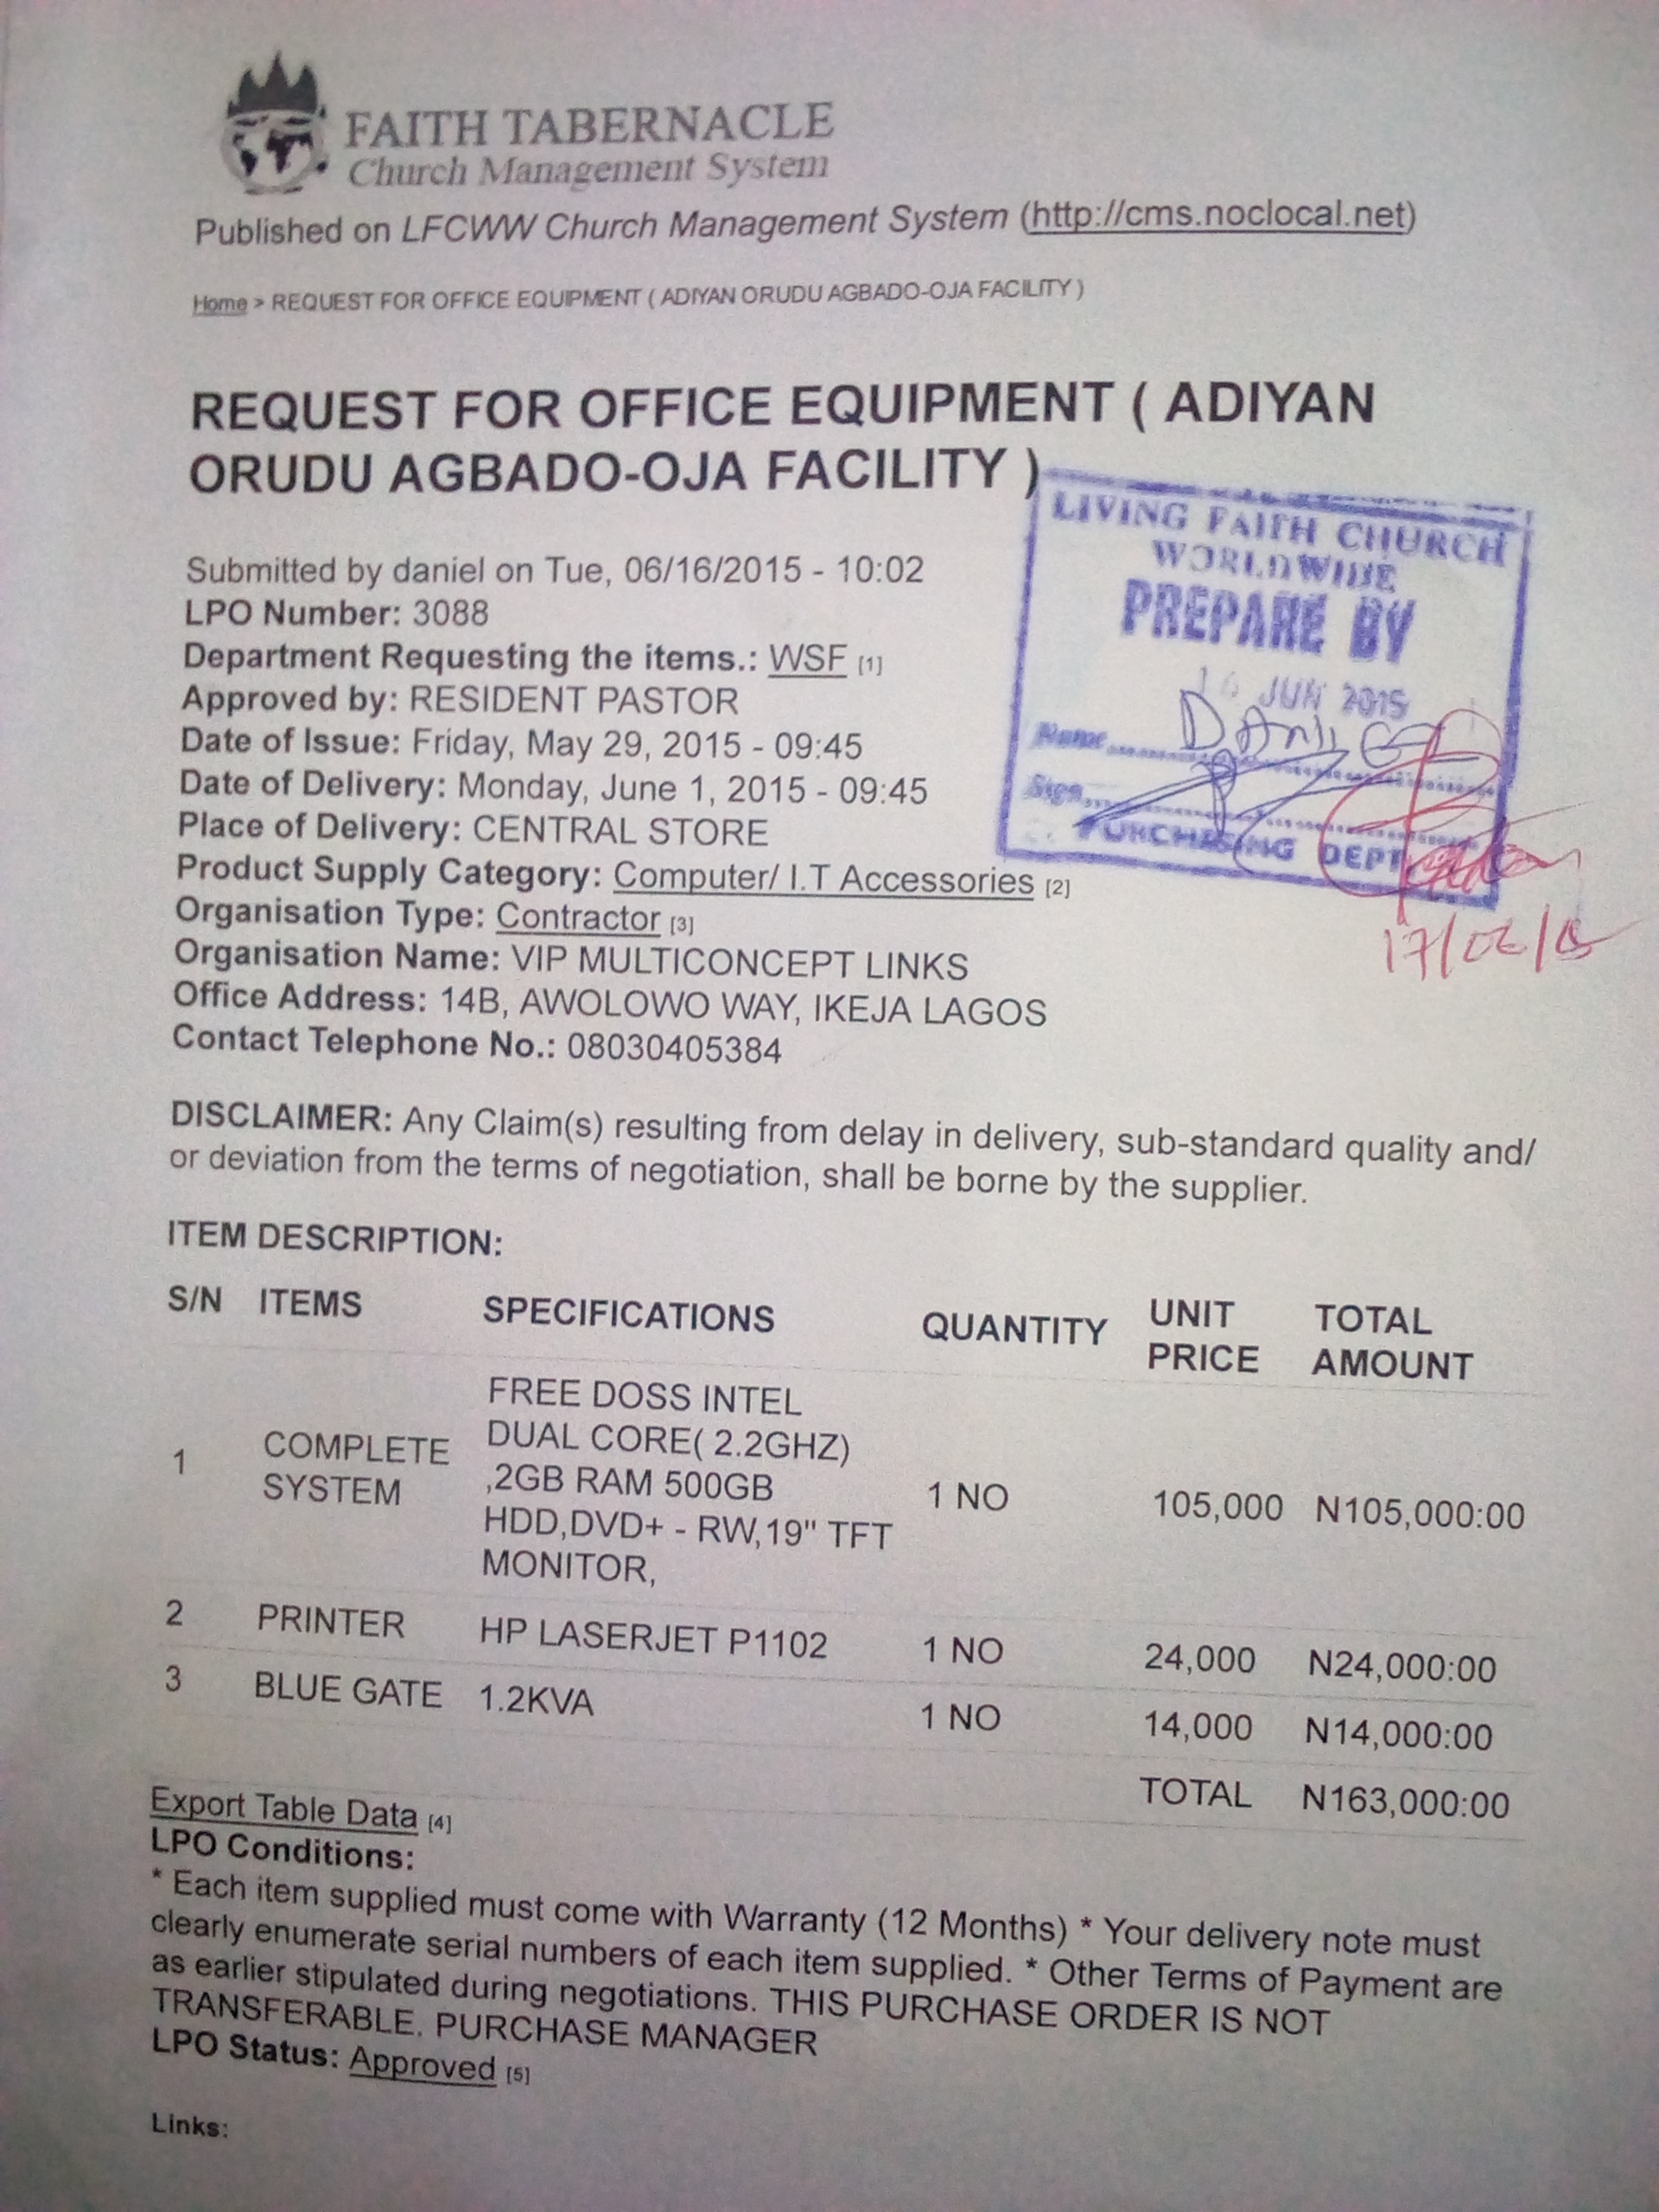 FAITH TABERNACLE
Church Management System
Published on LFCWW Church Management System (http://cms.noclocal.net)
Home > REQUEST FOR OFFICE EQUIPMENT ( ADIYAN ORUDU AGBADO-OJA FACILITY )
REQUEST FOR OFFICE EQUIPMENT ( ADIYAN
ORUDU AGBADO-OJA FACILITY )
LIVING FAITH CHURCH
WORLDWIDE
PREPARE BY
16 JUN 2015
Name
Sign
PURCHASING DEPT
17/06/15
Submitted by daniel on Tue, 06/16/2015 - 10:02
LPO Number: 3088
Department Requesting the items.: WSF [1]
Approved by: RESIDENT PASTOR
Date of Issue: Friday, May 29, 2015 - 09:45
Date of Delivery: Monday, June 1, 2015 - 09:45
Place of Delivery: CENTRAL STORE
Product Supply Category: Computer/ I.T Accessories [2]
Organisation Type: Contractor [3]
Organisation Name: VIP MULTICONCEPT LINKS
Office Address: 14B, AWOLOWO WAY, IKEJA LAGOS
Contact Telephone No.: 08030405384
DISCLAIMER: Any Claim(s) resulting from delay in delivery, sub-standard quality and/
or deviation from the terms of negotiation, shall be borne by the supplier.
ITEM DESCRIPTION:
S/N ITEMS SPECIFICATIONS QUANTITY UNIT PRICE TOTAL AMOUNT
1 COMPLETE SYSTEM FREE DOSS INTEL
DUAL CORE( 2.2GHZ)
,2GB RAM 500GB
HDD,DVD+ - RW,19" TFT
MONITOR, 1 NO 105,000 N105,000:00
2 PRINTER HP LASERJET P1102 1 NO 24,000 N24,000:00
3 BLUE GATE 1.2KVA 1 NO 14,000 N14,000:00
TOTAL N163,000:00
Export Table Data [4]
LPO Conditions:
* Each item supplied must come with Warranty (12 Months) * Your delivery note must
clearly enumerate serial numbers of each item supplied. * Other Terms of Payment are
as earlier stipulated during negotiations. THIS PURCHASE ORDER IS NOT
TRANSFERABLE. PURCHASE MANAGER
LPO Status: Approved [5]
Links: